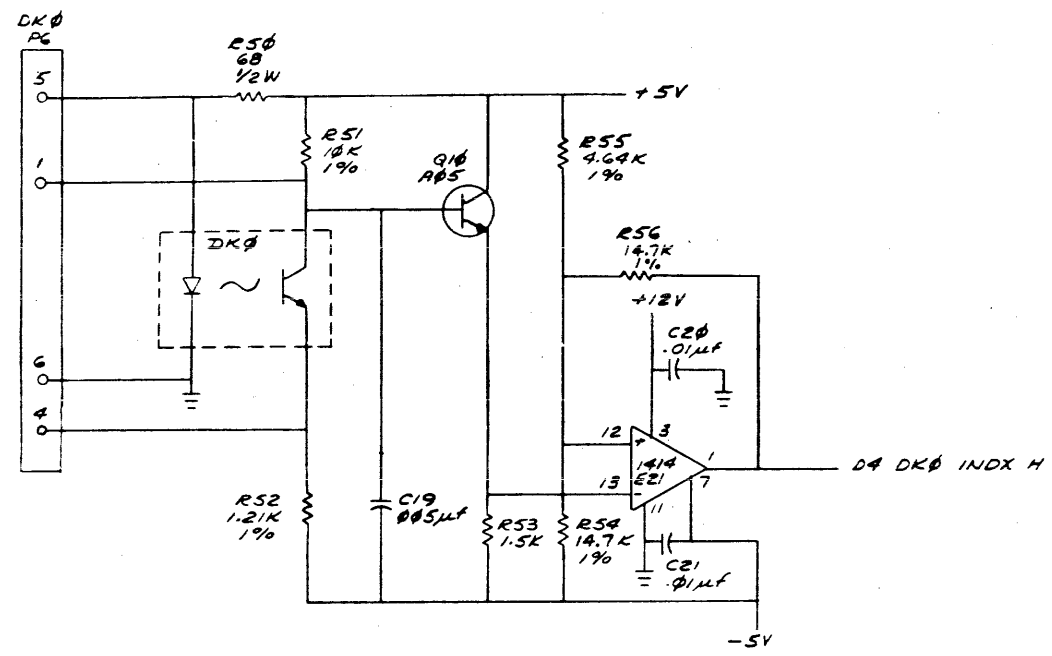 DKØ
P6
5
1
6
4
R5Ø
68
1/2W
+5V
R51
1ØK
1%
Q1Ø
AØ5
R55
4.64K
1%
DKØ
R56
14.7K
1%
+12V
C2Ø
.01µf
12
+
3
1
1414
E21
13
-
7
11
D4 DKØ INDX H
R52
1.21K
1%
C19
ØØ5µf
R53
1.5K
R54
14.7K
1%
C21
.Ø1µf
-5V